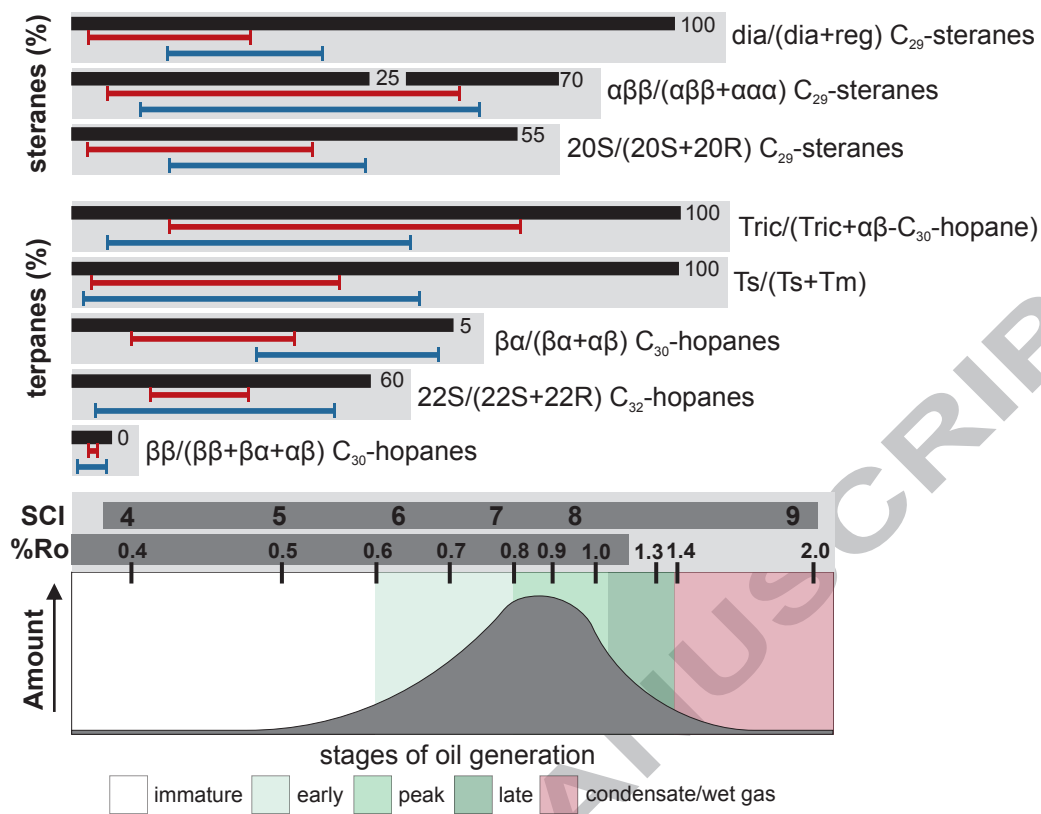 steranes (%)
100
dia/(dia+reg) C₂₉-steranes
25 70
αββ/(αββ+ααα) C₂₉-steranes
55
20S/(20S+20R) C₂₉-steranes
terpanes (%)
100
Tric/(Tric+αβ-C₃₀-hopane)
100
Ts/(Ts+Tm)
5
βα/(βα+αβ) C₃₀-hopanes
60
22S/(22S+22R) C₃₂-hopanes
0
ββ/(ββ+βα+αβ) C₃₀-hopanes
SCI 4 5 6 7 8 9
%Ro 0.4 0.5 0.6 0.7 0.8 0.9 1.0 1.3 1.4 2.0
Amount
stages of oil generation
immature early peak late condensate/wet gas